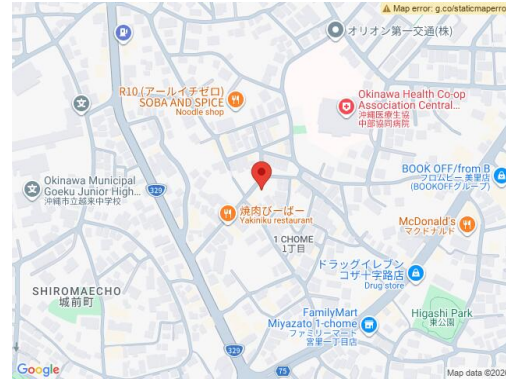 Map error: g.co/staticmaperro
オリオン第一交通(株)
R10 (アールイチゼロ)
SOBA AND SPICE
Noodle shop
Okinawa Health Co-op
Association Central...
沖縄医療生協
中部協同病院
Okinawa Municipal
Goeku Junior High...
沖縄市立越来中学校
329
BOOK OFF/from B
フロムビー 美里店
(BOOKOFFグループ)
焼肉びーぱー
Yakiniku restaurant
McDonald's
マクドナルド
1 CHOME
1丁目
ドラッグイレブン
コザ十字路店
Drug store
SHIROMAECHO
城前町
FamilyMart
Miyazato 1-chome
ファミリーマート
宮里一丁目店
Higashi Park
東公園
329
75
Google
Map data ©2026